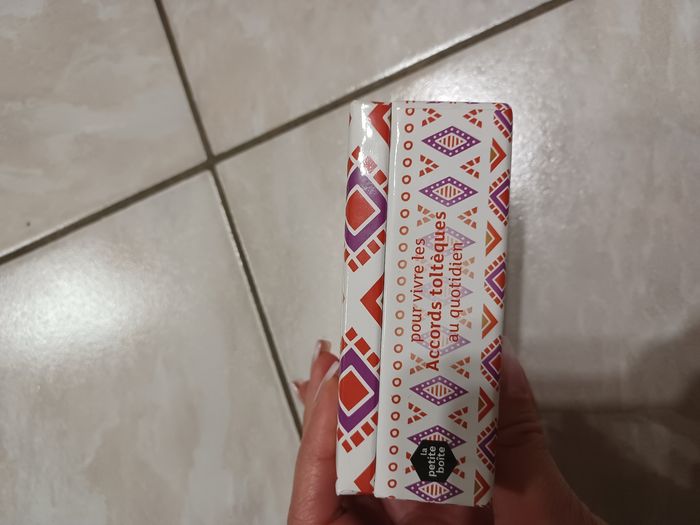 pour vivre les
Accords toltèques
au quotidien
la
petite
boîte